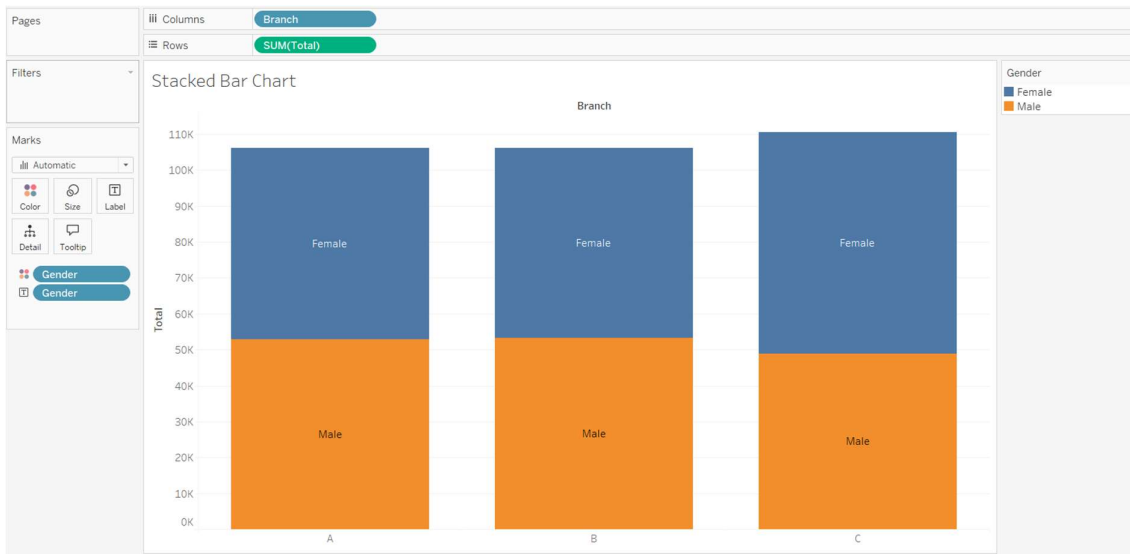 Pages
Columns
Branch
Rows
SUM(Total)
Filters
Marks
Automatic
Color
Size
Label
Detail
Tooltip
Gender
Gender
Stacked Bar Chart
Branch
Total
110K
100K
90K
80K
70K
60K
50K
40K
30K
20K
10K
0K
Female
Female
Female
Male
Male
Male
A
B
C
Gender
Female
Male